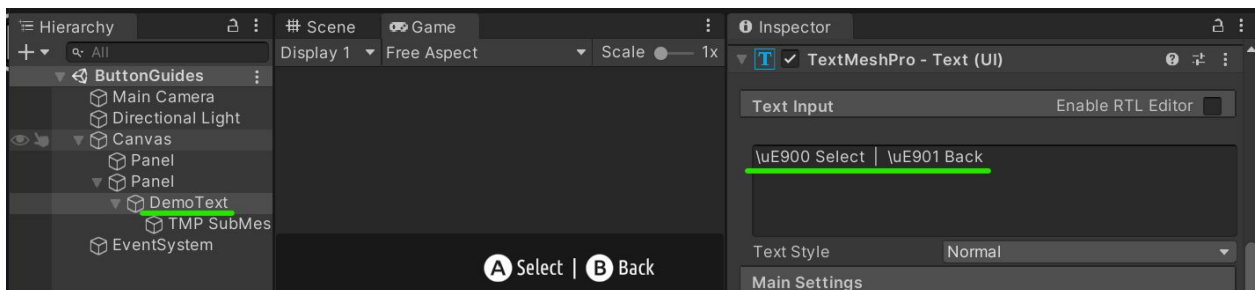 Hierarchy
All
ButtonGuides
Main Camera
Directional Light
Canvas
Panel
Panel
DemoText
TMP SubMes
EventSystem
Scene
Game
Display 1
Free Aspect
Scale
1x
A Select | B Back
Inspector
T TextMeshPro - Text (UI)
Text Input
Enable RTL Editor
\uE900 Select | \uE901 Back
Text Style
Normal
Main Settings